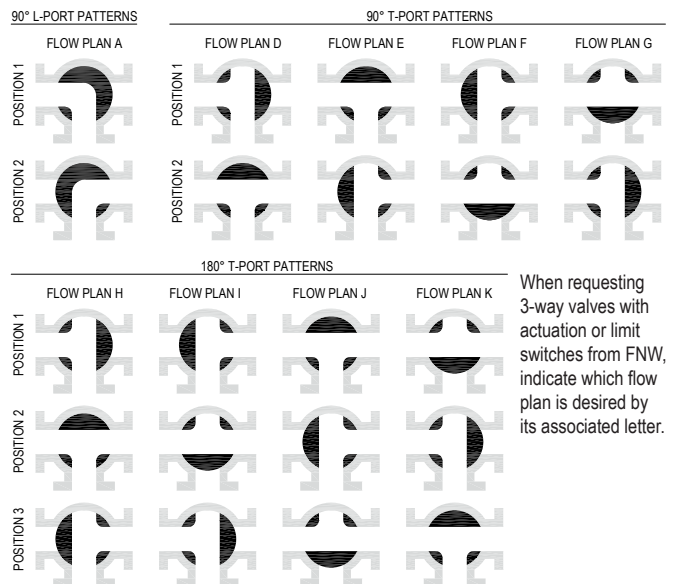 90° L-PORT PATTERNS
90° T-PORT PATTERNS
FLOW PLAN A
FLOW PLAN D
FLOW PLAN E
FLOW PLAN F
FLOW PLAN G
POSITION 1
POSITION 1
POSITION 2
POSITION 2
180° T-PORT PATTERNS
FLOW PLAN H
FLOW PLAN I
FLOW PLAN J
FLOW PLAN K
POSITION 1
POSITION 2
POSITION 3
When requesting
3-way valves with
actuation or limit
switches from FNW,
indicate which flow
plan is desired by
its associated letter.